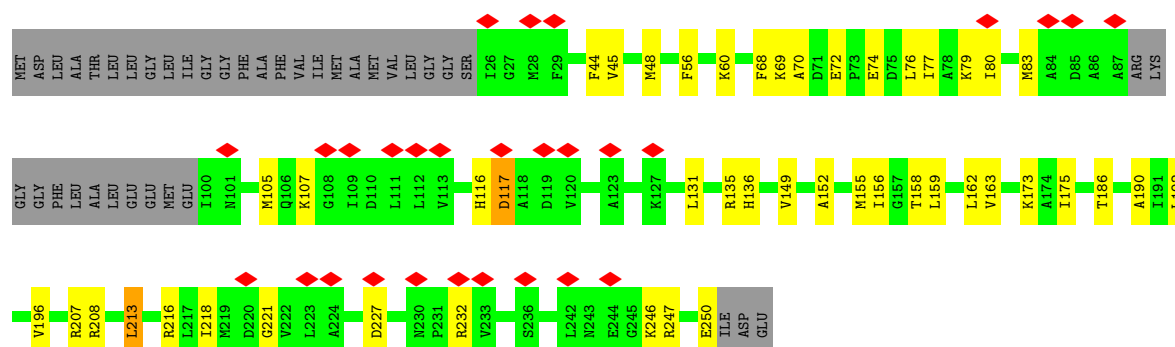 MET ASP LEU ALA THR LEU LEU GLY LEU ILE GLY GLY PHE ALA PHE VAL ILE MET ALA MET VAL LEU GLY GLY SER I26 G27 M28 F29 F44 V45 M48 F56 K60 F68 K69 A70 D71 E72 P73 E74 D75 L76 I77 A78 K79 I80 M83 A84 D85 A86 A87 ARG LYS
GLY GLY PHE LEU ALA LEU GLU GLU MET GLU I100 N101 M105 Q106 K107 G108 I109 D110 L111 L112 V113 H116 D117 A118 D119 V120 A123 K127 L131 R135 H136 V149 A152 M155 I156 G157 T158 L159 L162 V163 K173 A174 I175 T186 A190 I191
V196 R207 R208 L213 R216 L217 I218 M219 D220 G221 V222 L223 A224 D227 N230 P231 R232 V233 S236 L242 N243 E244 G245 K246 R247 E250 ILE ASP GLU